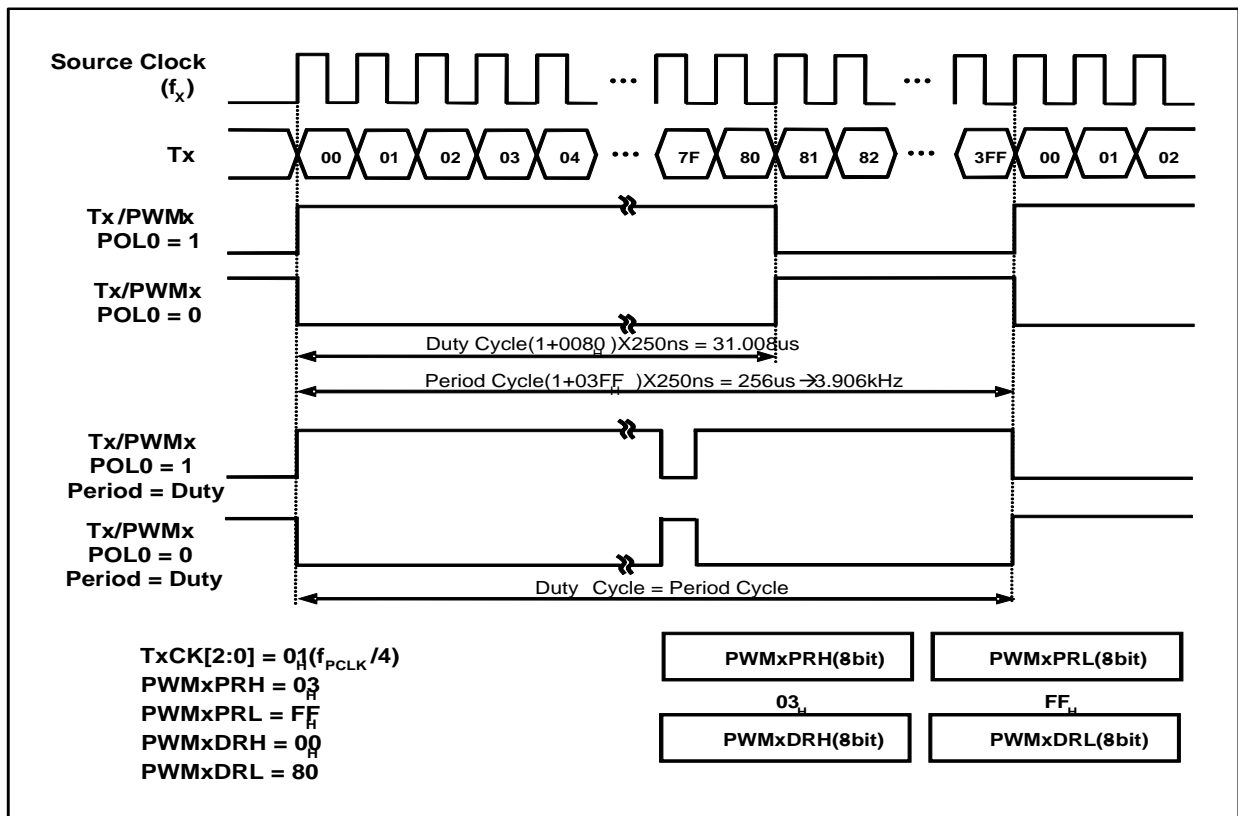 Source Clock
(fX)
Tx
00 01 02 03 04 ... 7F 80 81 82 ... 3FF 00 01 02
Tx/PWMx
POL0 = 1
Tx/PWMx
POL0 = 0
Duty Cycle(1+0080H)X250ns = 31.008us
Period Cycle(1+03FFH)X250ns = 256us →3.906kHz
Tx/PWMx
POL0 = 1
Period = Duty
Tx/PWMx
POL0 = 0
Period = Duty
Duty Cycle = Period Cycle
TxCK[2:0] = 01H(fPCLK/4)
PWMxPRH = 03H
PWMxPRL = FFH
PWMxDRH = 00H
PWMxDRL = 80
PWMxPRH(8bit) PWMxPRL(8bit)
03H FFH
PWMxDRH(8bit) PWMxDRL(8bit)